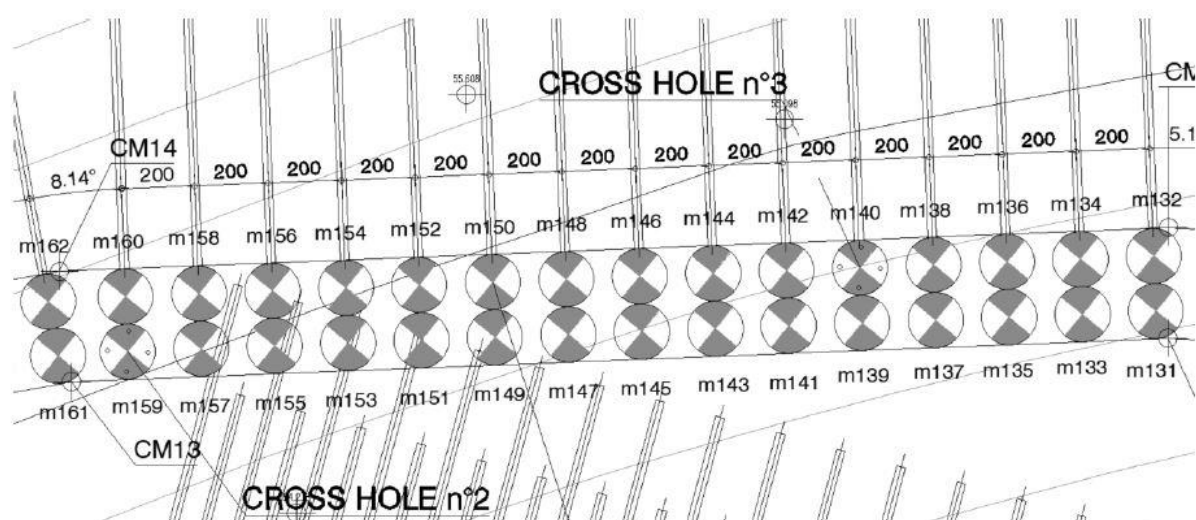 55.608
CROSS HOLE n°3
CM
CM14
8.14°
200
200 200 200 200 200 200 200 200 200 200 200 200 200
5.1
m162 m160 m158 m156 m154 m152 m150 m148 m146 m144 m142 m140 m138 m136 m134 m132
m161 m159 m157 m155 m153 m151 m149 m147 m145 m143 m141 m139 m137 m135 m133 m131
CM13
CROSS HOLE n°2